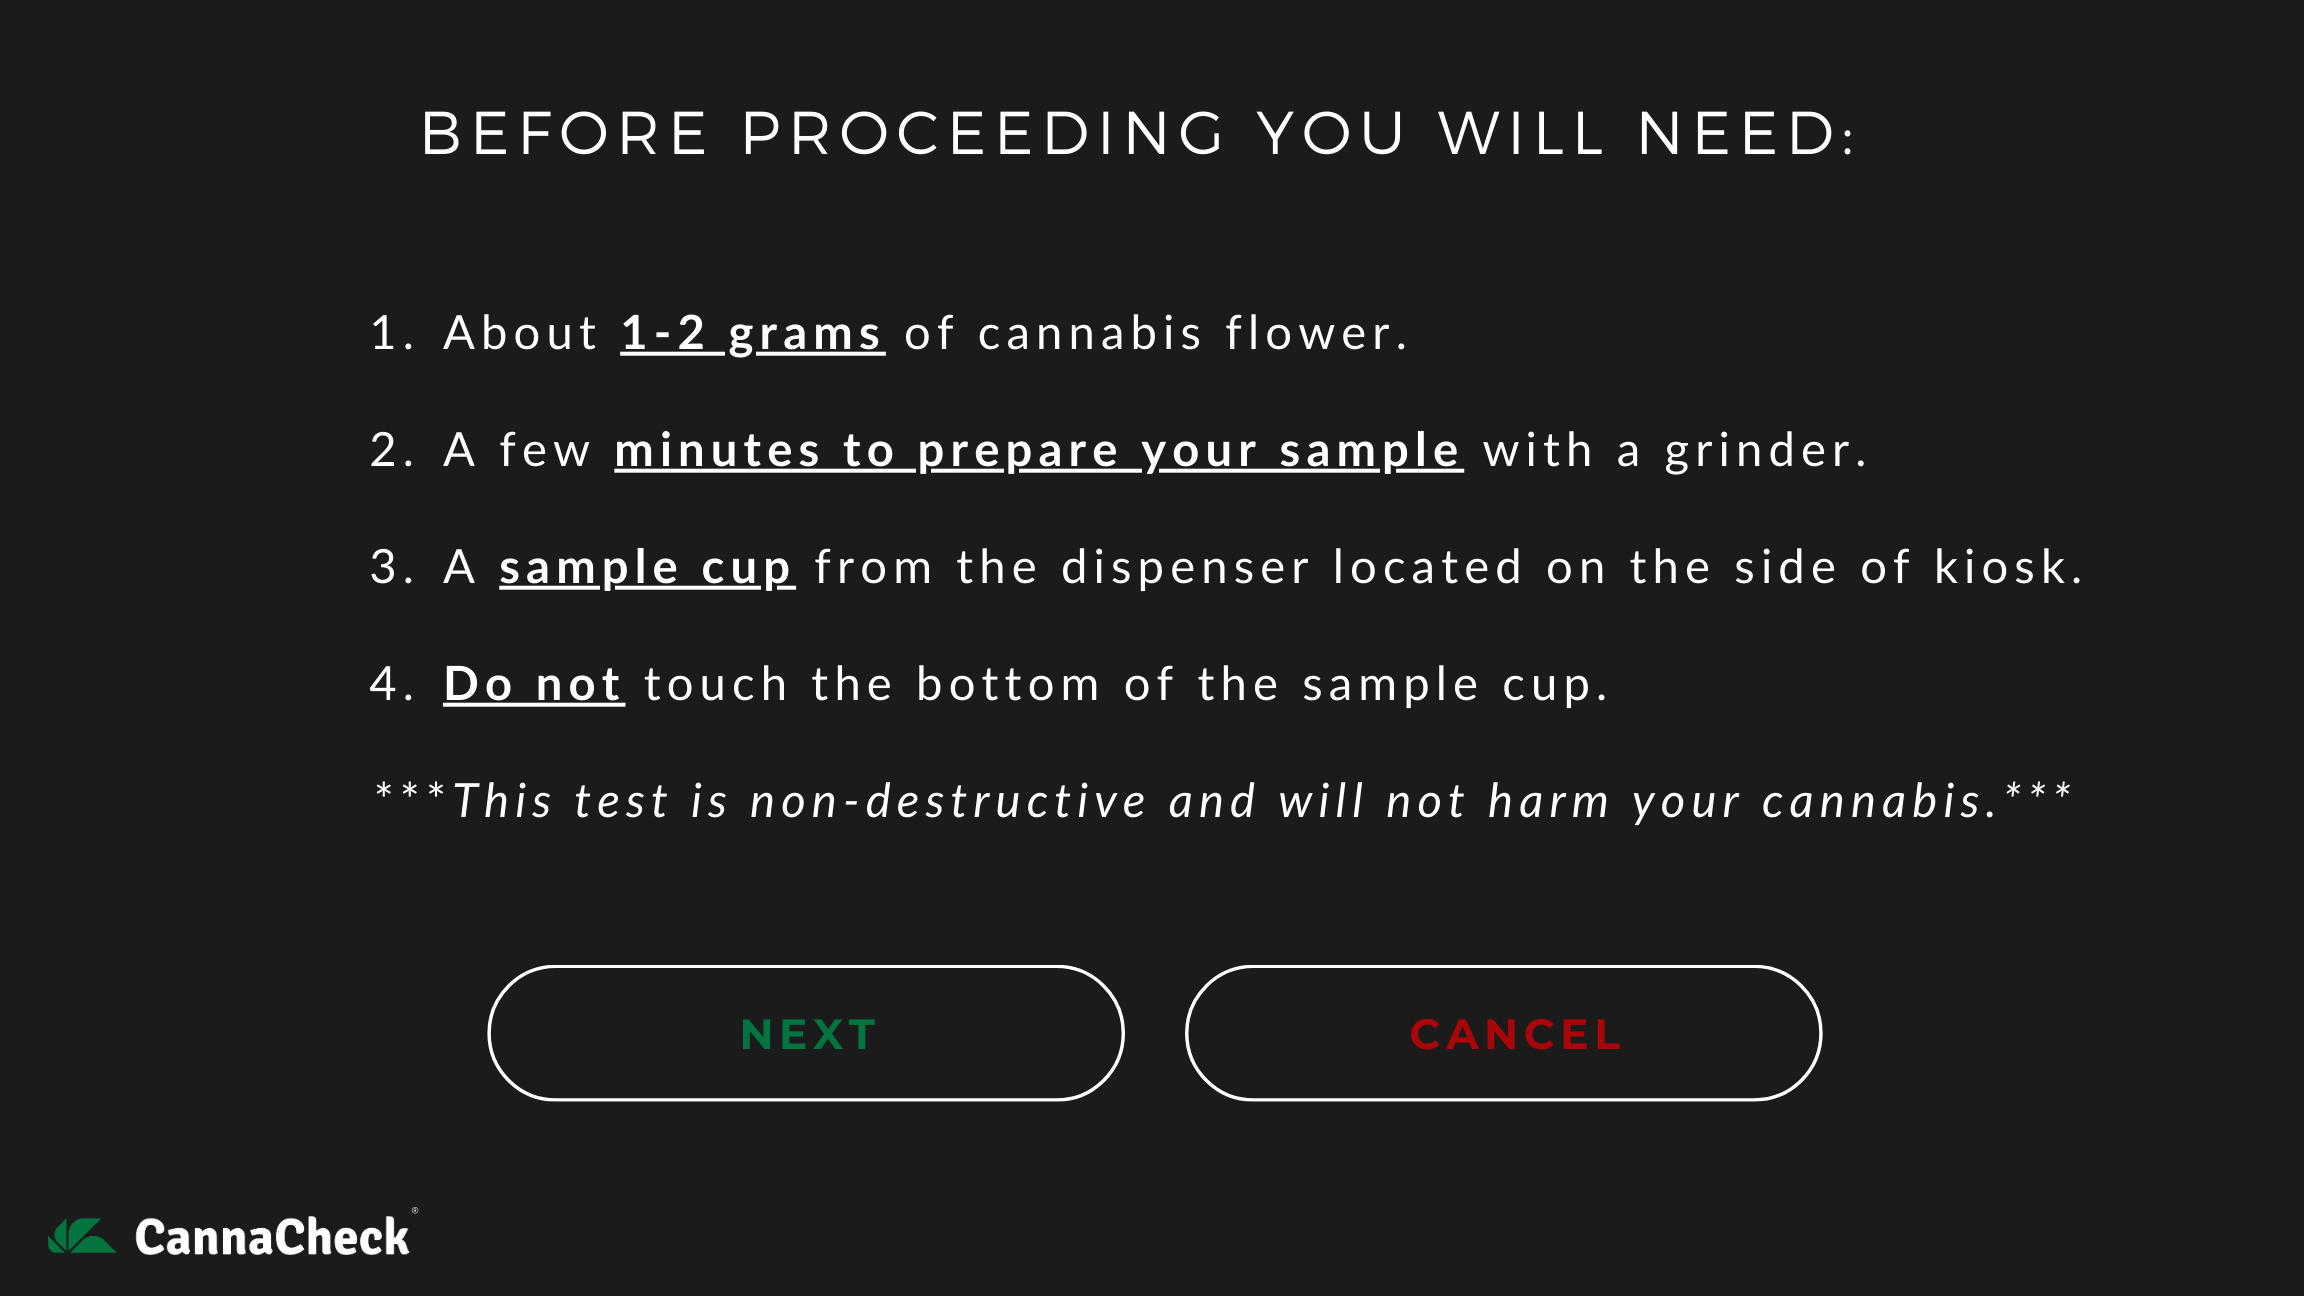 BEFORE PROCEEDING YOU WILL NEED:
1. About 1-2 grams of cannabis flower.
2. A few minutes to prepare your sample with a grinder.
3. A sample cup from the dispenser located on the side of kiosk.
4. Do not touch the bottom of the sample cup.
***This test is non-destructive and will not harm your cannabis.***
NEXT
CANCEL
CannaCheck®